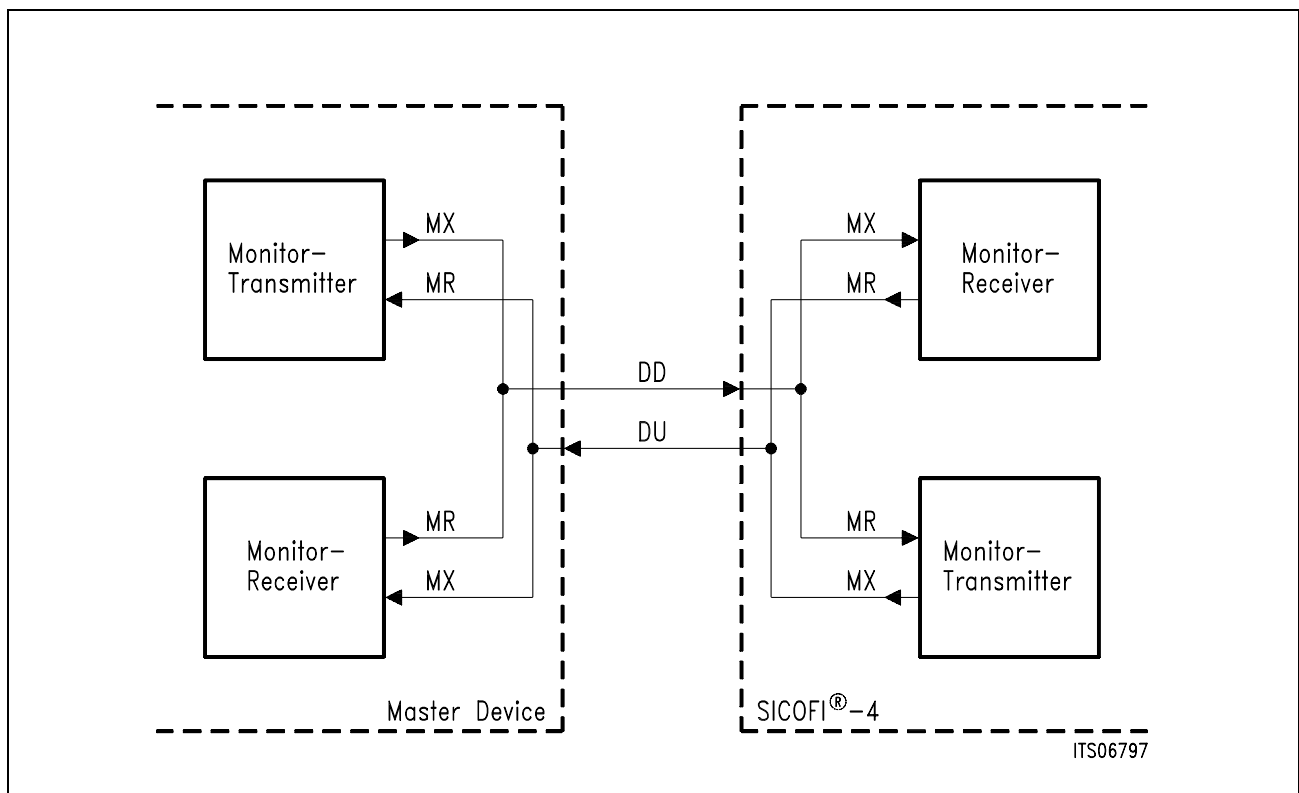 Monitor-
Transmitter
MX
MR
MX
MR
Monitor-
Receiver
DD
DU
Monitor-
Receiver
MR
MX
MR
MX
Monitor-
Transmitter
Master Device
SICOFI®-4
ITS06797